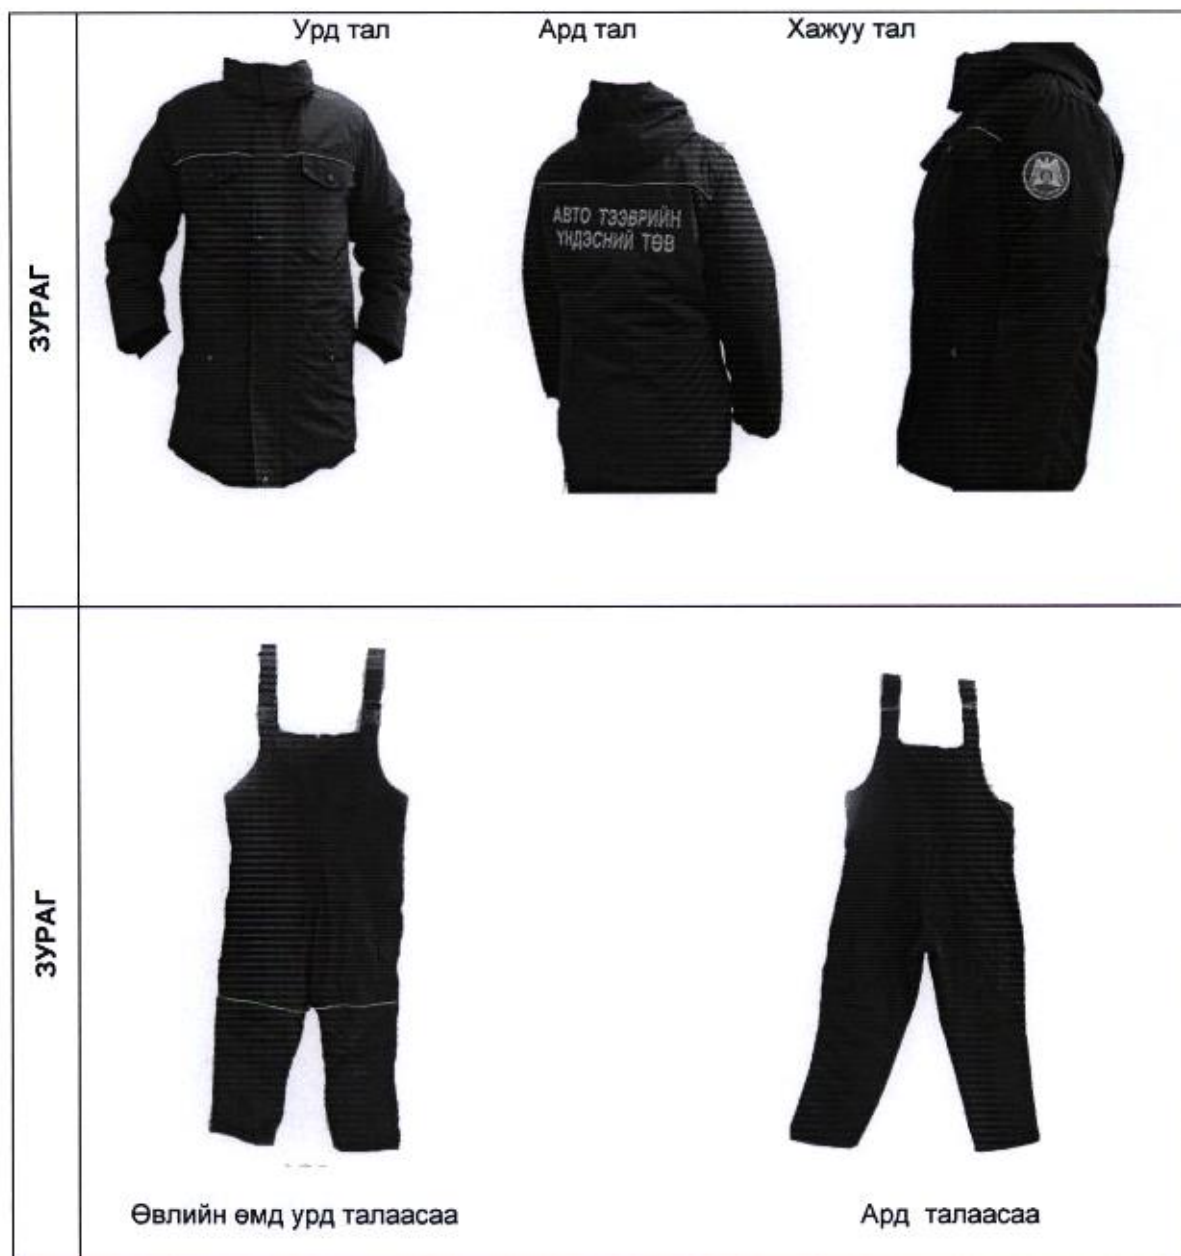 Урд тал Ард тал Хажуу тал
ЗУРАГ
АВТО ТЭЭВРИЙН
ҮНДЭСНИЙ ТӨВ
ЗУРАГ
Өвлийн өмд урд талаасаа Ард талаасаа